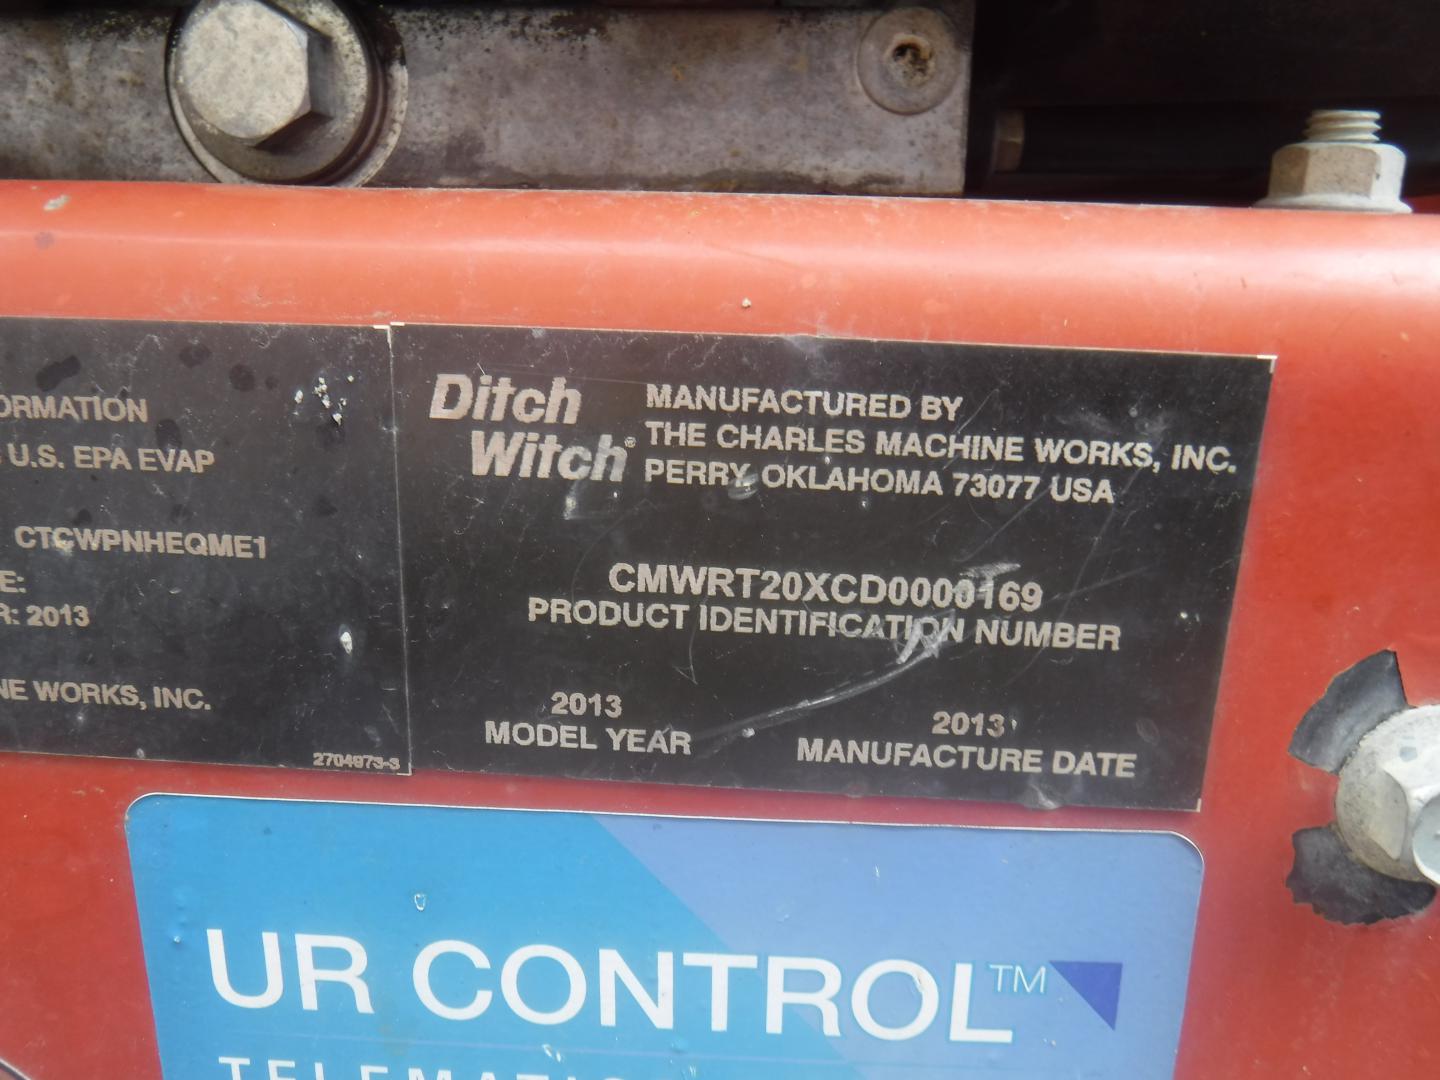 ORMATION
U.S. EPA EVAP
CTCWPNHEQME1
E:
R: 2013
NE WORKS, INC.
2704973-3
Ditch
Witch®
MANUFACTURED BY
THE CHARLES MACHINE WORKS, INC.
PERRY, OKLAHOMA 73077 USA
CMWRT20XCD0000169
PRODUCT IDENTIFICATION NUMBER
2013
MODEL YEAR
2013
MANUFACTURE DATE
UR CONTROL™
TELEMATIC